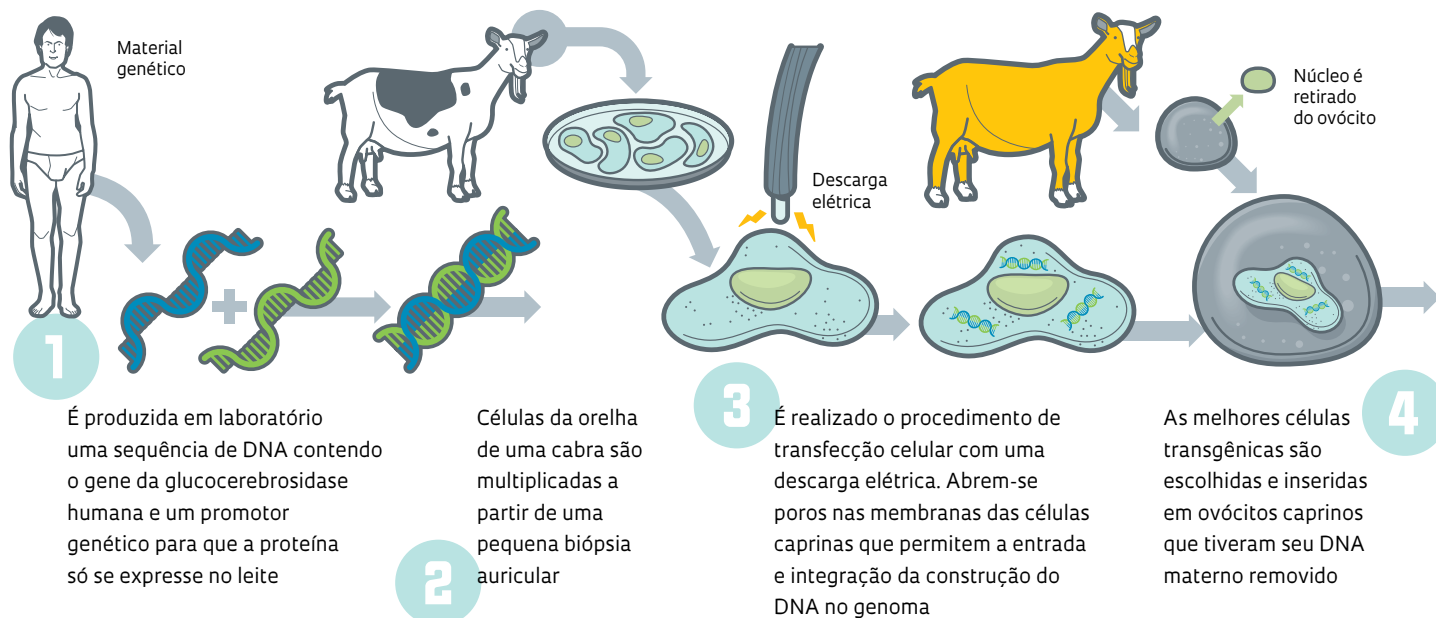 Material
genético
Descarga
elétrica
Núcleo é
retirado
do ovócito
1
É produzida em laboratório
uma sequência de DNA contendo
o gene da glucocerebrosidase
humana e um promotor
genético para que a proteína
só se expresse no leite
2
Células da orelha
de uma cabra são
multiplicadas a
partir de uma
pequena biópsia
auricular
3
É realizado o procedimento de
transfecção celular com uma
descarga elétrica. Abrem-se
poros nas membranas das células
caprinas que permitem a entrada
e integração da construção do
DNA no genoma
4
As melhores células
transgênicas são
escolhidas e inseridas
em ovócitos caprinos
que tiveram seu DNA
materno removido